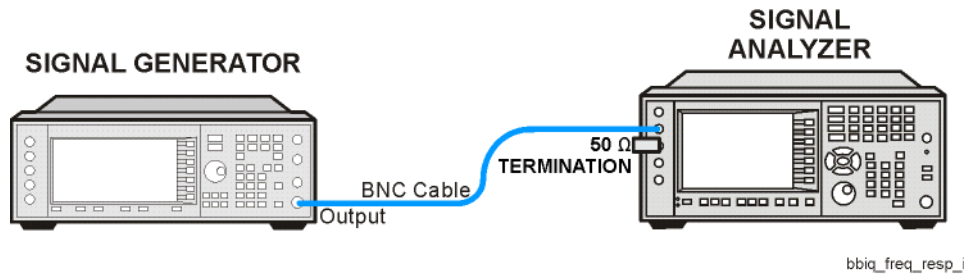 SIGNAL
ANALYZER
SIGNAL GENERATOR
50 Ω
TERMINATION
BNC Cable
Output
bbiq_freq_resp_i